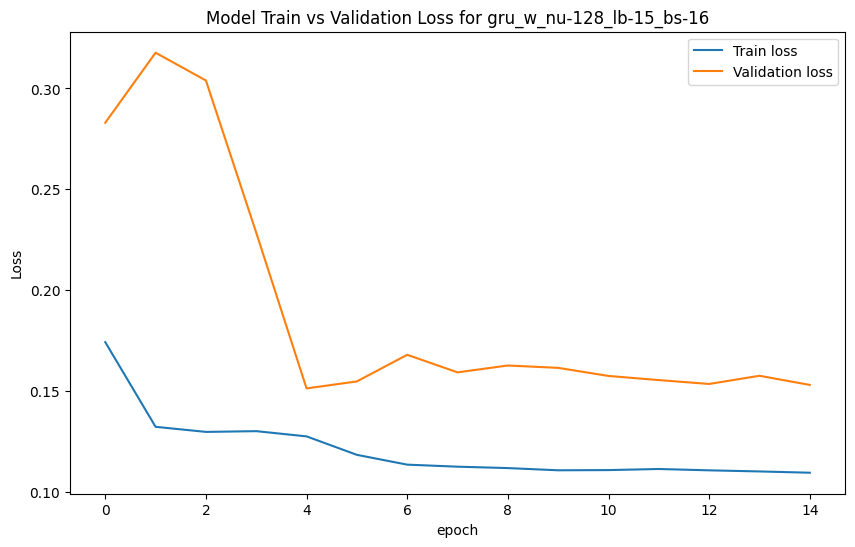 Model Train vs Validation Loss for gru_w_nu-128_lb-15_bs-16
Train loss
Validation loss
0.30
0.25
0.20
0.15
0.10
Loss
0 2 4 6 8 10 12 14
epoch